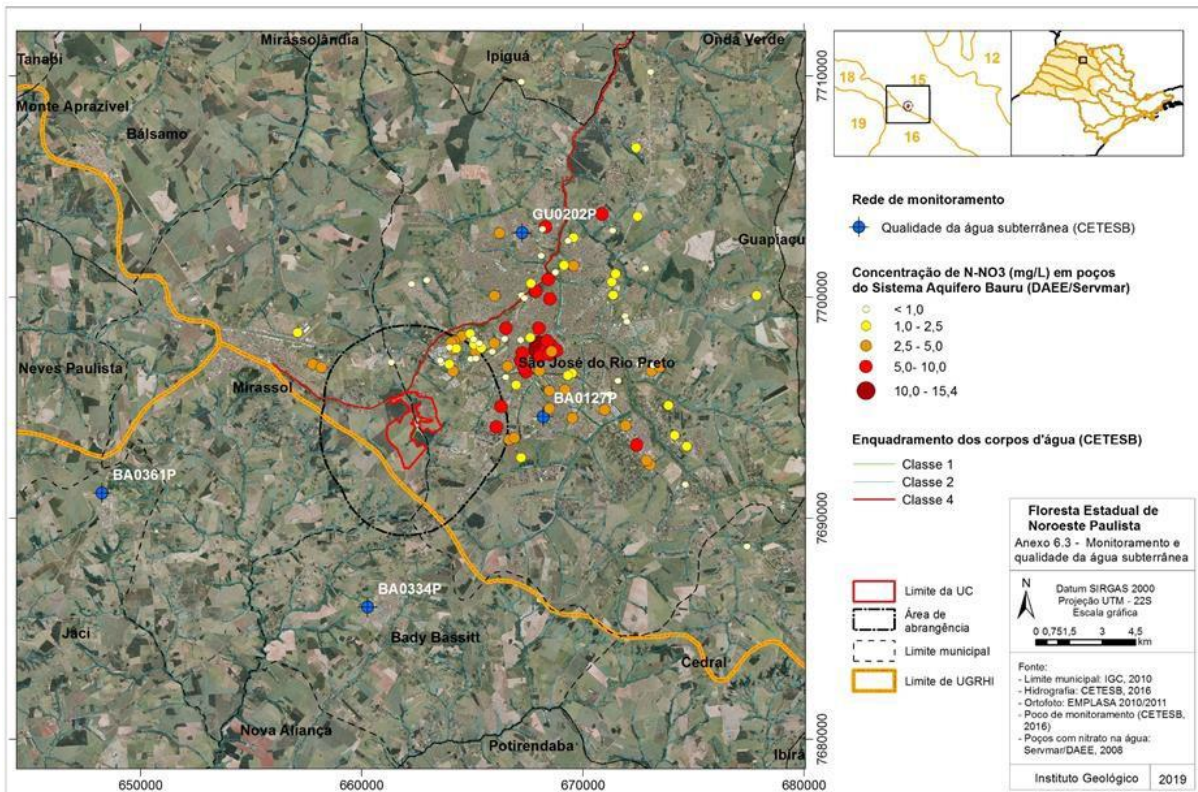 Tanabi
Mirassolândia
Ipiguá
Onda Verde
Monte Aprazível
Bálsamo
GU0202P
Guapiaçu
Neves Paulista
Mirassol
São José do Rio Preto
BA0127P
BA0361P
BA0334P
Jaci
Bady Bassitt
Cedral
Nova Aliança
Potirendaba
Ibirá
650000
660000
670000
680000
7710000
7700000
7690000
7680000
18
15
12
19
16
Rede de monitoramento
Qualidade da água subterrânea (CETESB)
Concentração de N-NO3 (mg/L) em poços
do Sistema Aquífero Bauru (DAEE/Servmar)
< 1,0
1,0 - 2,5
2,5 - 5,0
5,0- 10,0
10,0 - 15,4
Enquadramento dos corpos d'água (CETESB)
Classe 1
Classe 2
Classe 4
Limite da UC
Área de
abrangência
Limite municipal
Limite de UGRHI
Floresta Estadual de
Noroeste Paulista
Anexo 6.3 - Monitoramento e
qualidade da água subterrânea
N
Datum SIRGAS 2000
Projeção UTM - 22S
Escala gráfica
0 0,75 1,5 3 4,5
km
Fonte:
- Limite municipal: IGC, 2010
- Hidrografia: CETESB, 2016
- Ortofoto: EMPLASA 2010/2011
- Poco de monitoramento (CETESB,
2016)
- Poços com nitrato na água:
Servmar/DAEE, 2008
Instituto Geológico
2019